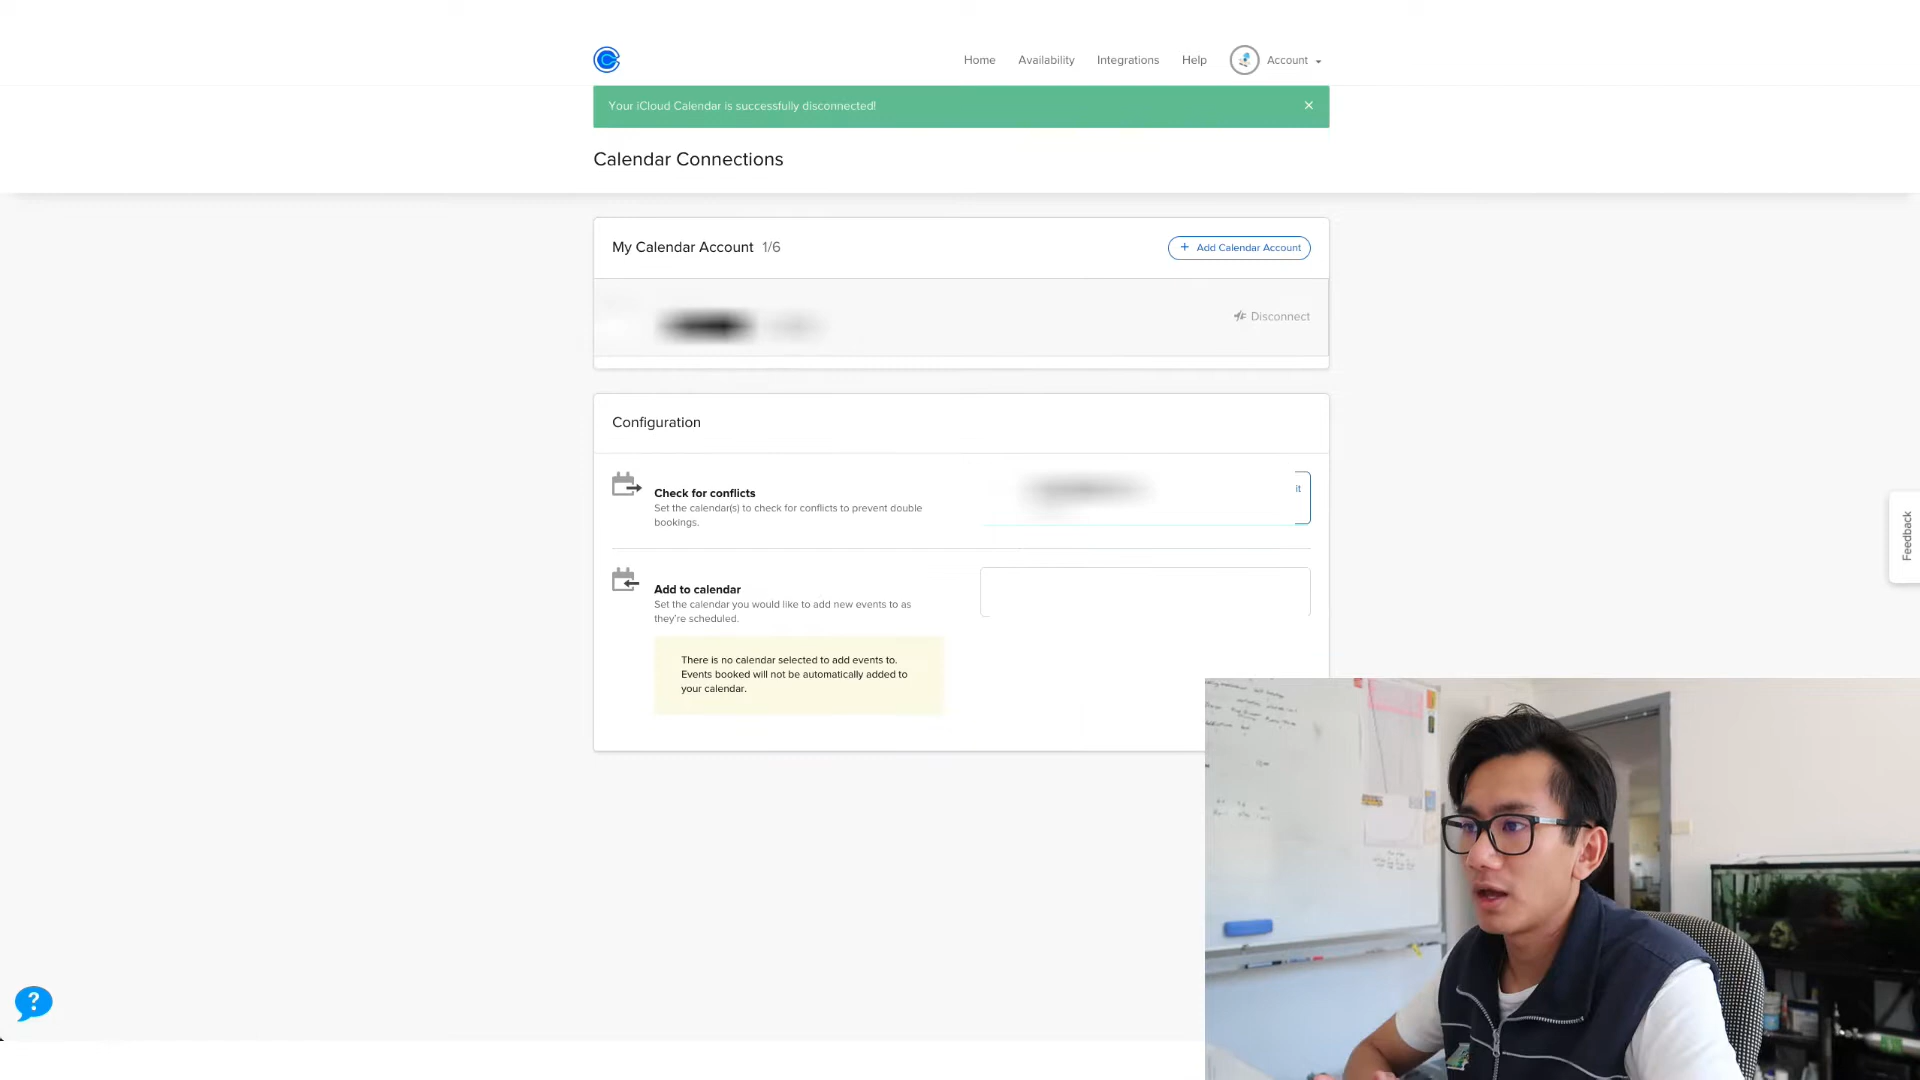 Home Availability Integrations Help Account
Your iCloud Calendar is successfully disconnected!
Calendar Connections
My Calendar Account 1/6
+ Add Calendar Account
Disconnect
Configuration
Check for conflicts
Set the calendar(s) to check for conflicts to prevent double
bookings.
it
Add to calendar
Set the calendar you would like to add new events to as
they're scheduled.
There is no calendar selected to add events to.
Events booked will not be automatically added to
your calendar.
Feedback
?